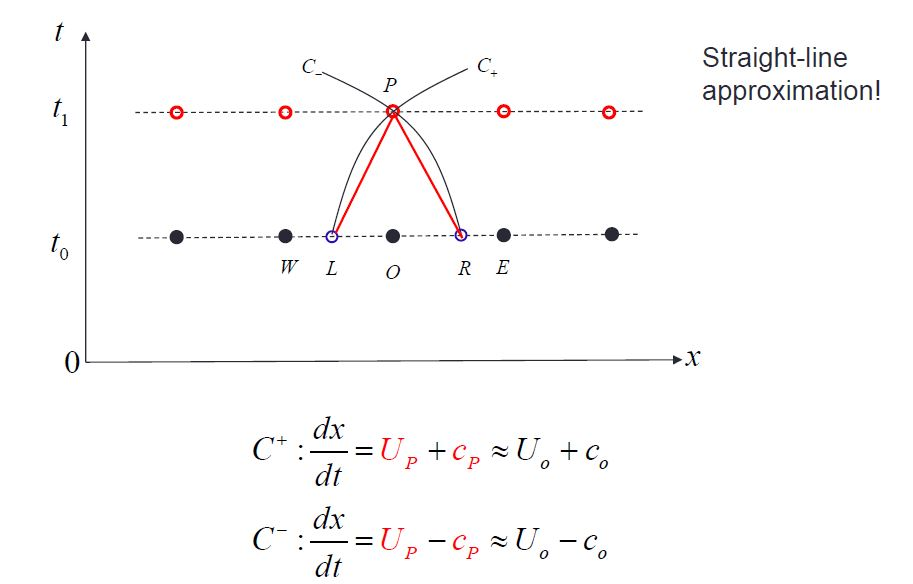 t
Straight-line
approximation!
C₋ P C₊
t₁
t₀
W L O R E
0 x
C⁺ : dx/dt = U_P + c_P ≈ U_o + c_o
C⁻ : dx/dt = U_P − c_P ≈ U_o − c_o